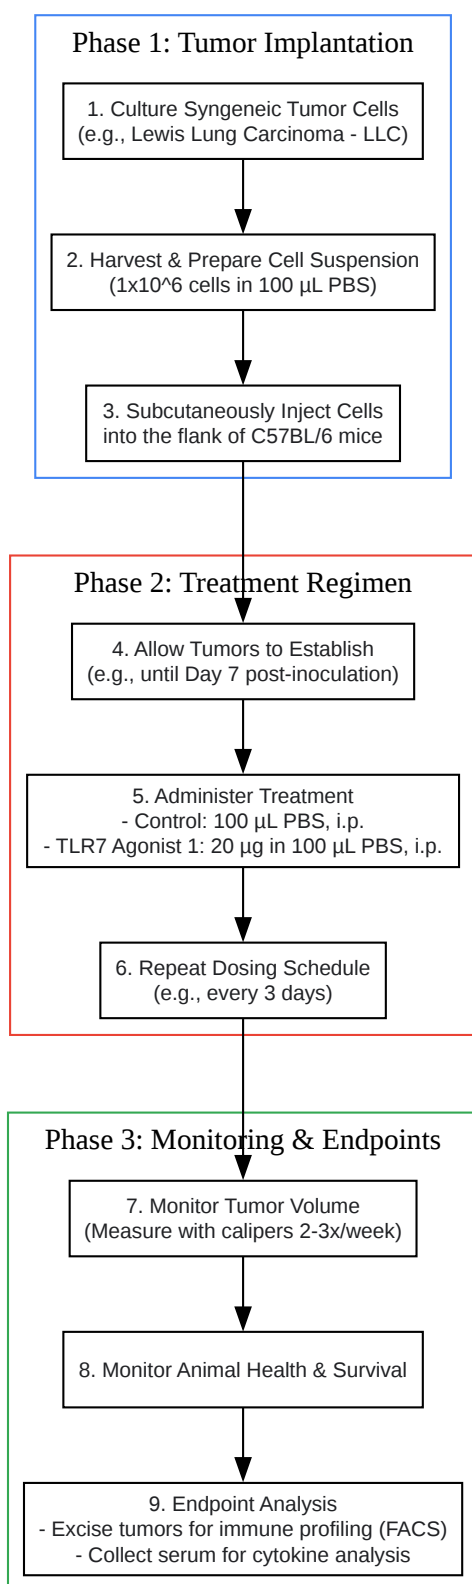 Phase 1: Tumor Implantation
1. Culture Syngeneic Tumor Cells
(e.g., Lewis Lung Carcinoma - LLC)
2. Harvest & Prepare Cell Suspension
(1x10^6 cells in 100 µL PBS)
3. Subcutaneously Inject Cells
into the flank of C57BL/6 mice
Phase 2: Treatment Regimen
4. Allow Tumors to Establish
(e.g., until Day 7 post-inoculation)
5. Administer Treatment
- Control: 100 µL PBS, i.p.
- TLR7 Agonist 1: 20 µg in 100 µL PBS, i.p.
6. Repeat Dosing Schedule
(e.g., every 3 days)
Phase 3: Monitoring & Endpoints
7. Monitor Tumor Volume
(Measure with calipers 2-3x/week)
8. Monitor Animal Health & Survival
9. Endpoint Analysis
- Excise tumors for immune profiling (FACS)
- Collect serum for cytokine analysis